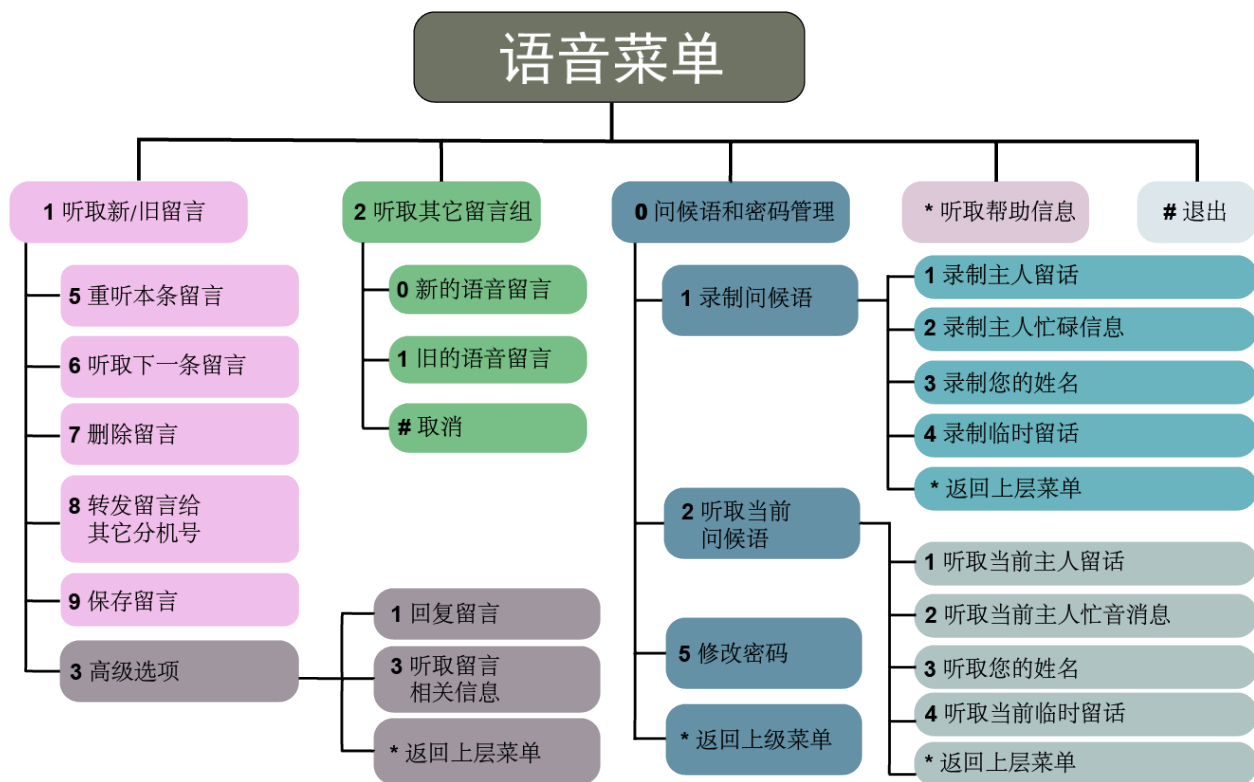 语音菜单
1 听取新/旧留言
5 重听本条留言
6 听取下一条留言
7 删除留言
8 转发留言给
其它分机号
9 保存留言
3 高级选项
1 回复留言
3 听取留言
相关信息
* 返回上层菜单
2 听取其它留言组
0 新的语音留言
1 旧的语音留言
# 取消
0 问候语和密码管理
1 录制问候语
1 录制主人留话
2 录制主人忙碌信息
3 录制您的姓名
4 录制临时留话
* 返回上层菜单
2 听取当前
问候语
1 听取当前主人留话
2 听取当前主人忙音消息
3 听取您的姓名
4 听取当前临时留话
* 返回上层菜单
5 修改密码
* 返回上级菜单
* 听取帮助信息
# 退出